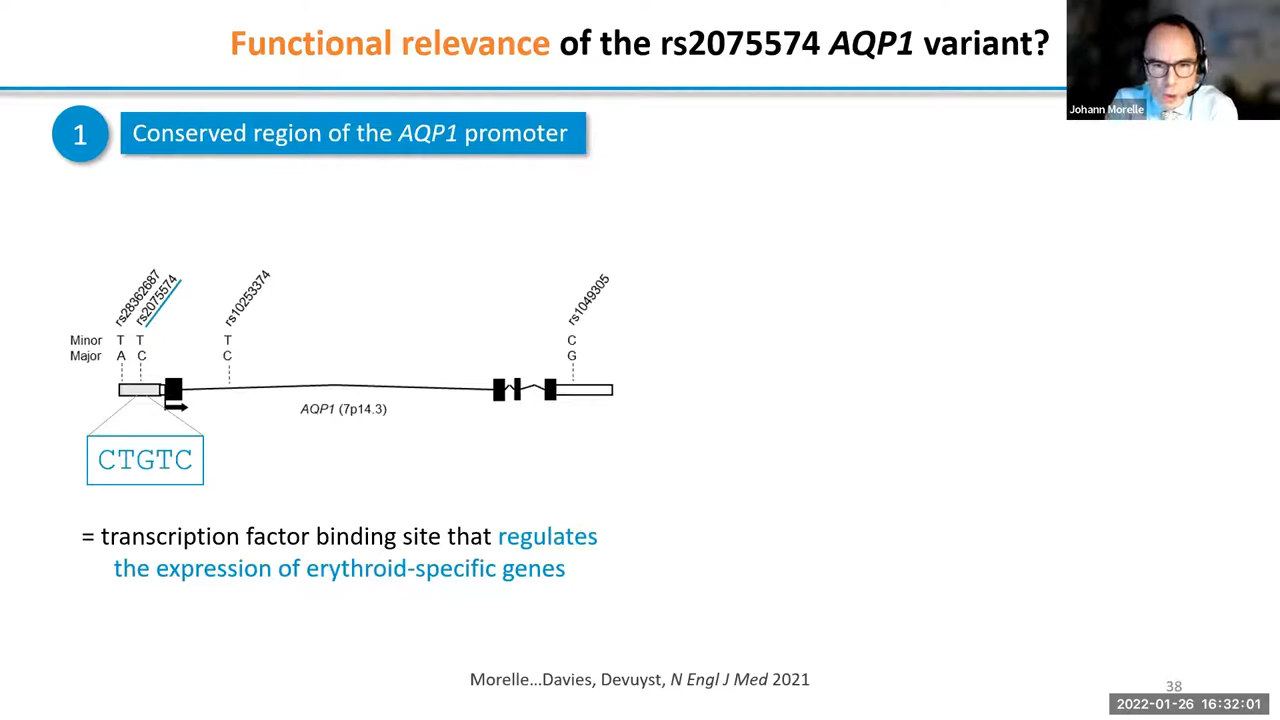 Functional relevance of the rs2075574 AQP1 variant?
Johann Morelle
1
Conserved region of the AQP1 promoter
rs28362687
rs2075574
rs10253374
rs1049305
Minor T T T C
Major A C C G
AQP1 (7p14.3)
CTGTC
= transcription factor binding site that regulates
the expression of erythroid-specific genes
Morelle…Davies, Devuyst, N Engl J Med 2021
38
2022-01-26 16:32:01